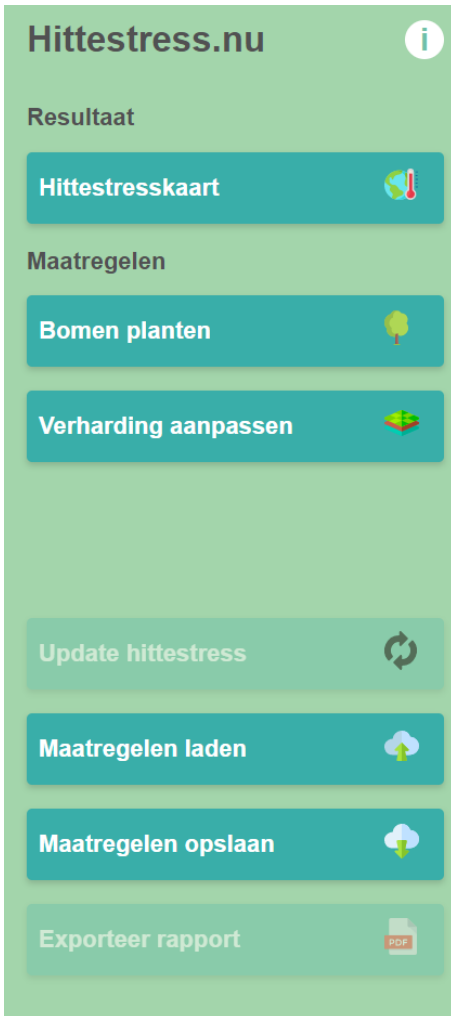 Hittestress.nu
i
Resultaat
Hittestresskaart
Maatregelen
Bomen planten
Verharding aanpassen
Update hittestress
Maatregelen laden
Maatregelen opslaan
Exporteer rapport
PDF